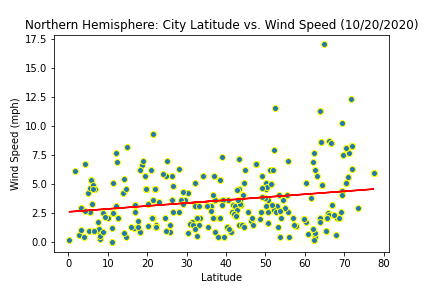 Northern Hemisphere: City Latitude vs. Wind Speed (10/20/2020)
17.5
15.0
12.5
10.0
7.5
5.0
2.5
0.0
Wind Speed (mph)
0 10 20 30 40 50 60 70 80
Latitude